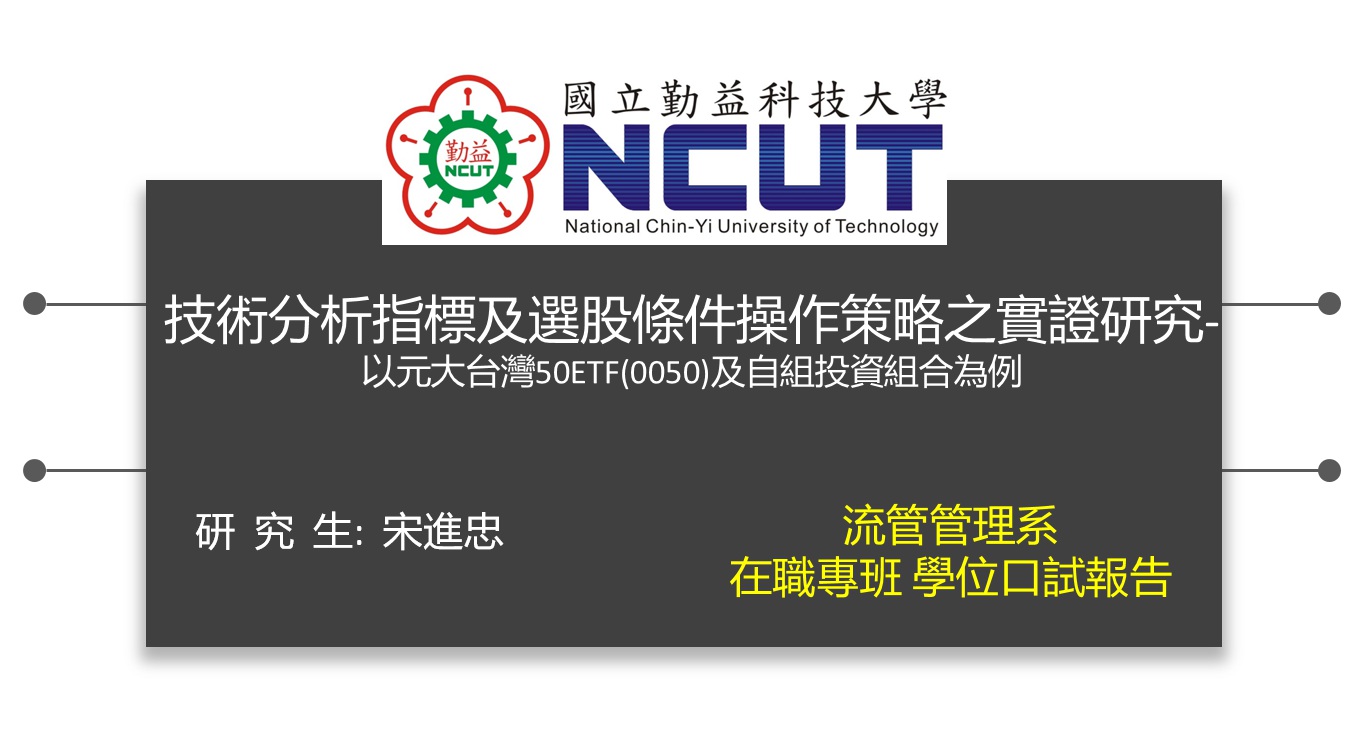 國立勤益科技大學
勤益
NCUT
NCUT
National Chin-Yi University of Technology
技術分析指標及選股條件操作策略之實證研究-
以元大台灣50ETF(0050)及自組投資組合為例
研 究 生: 宋進忠
流管管理系
在職專班 學位口試報告